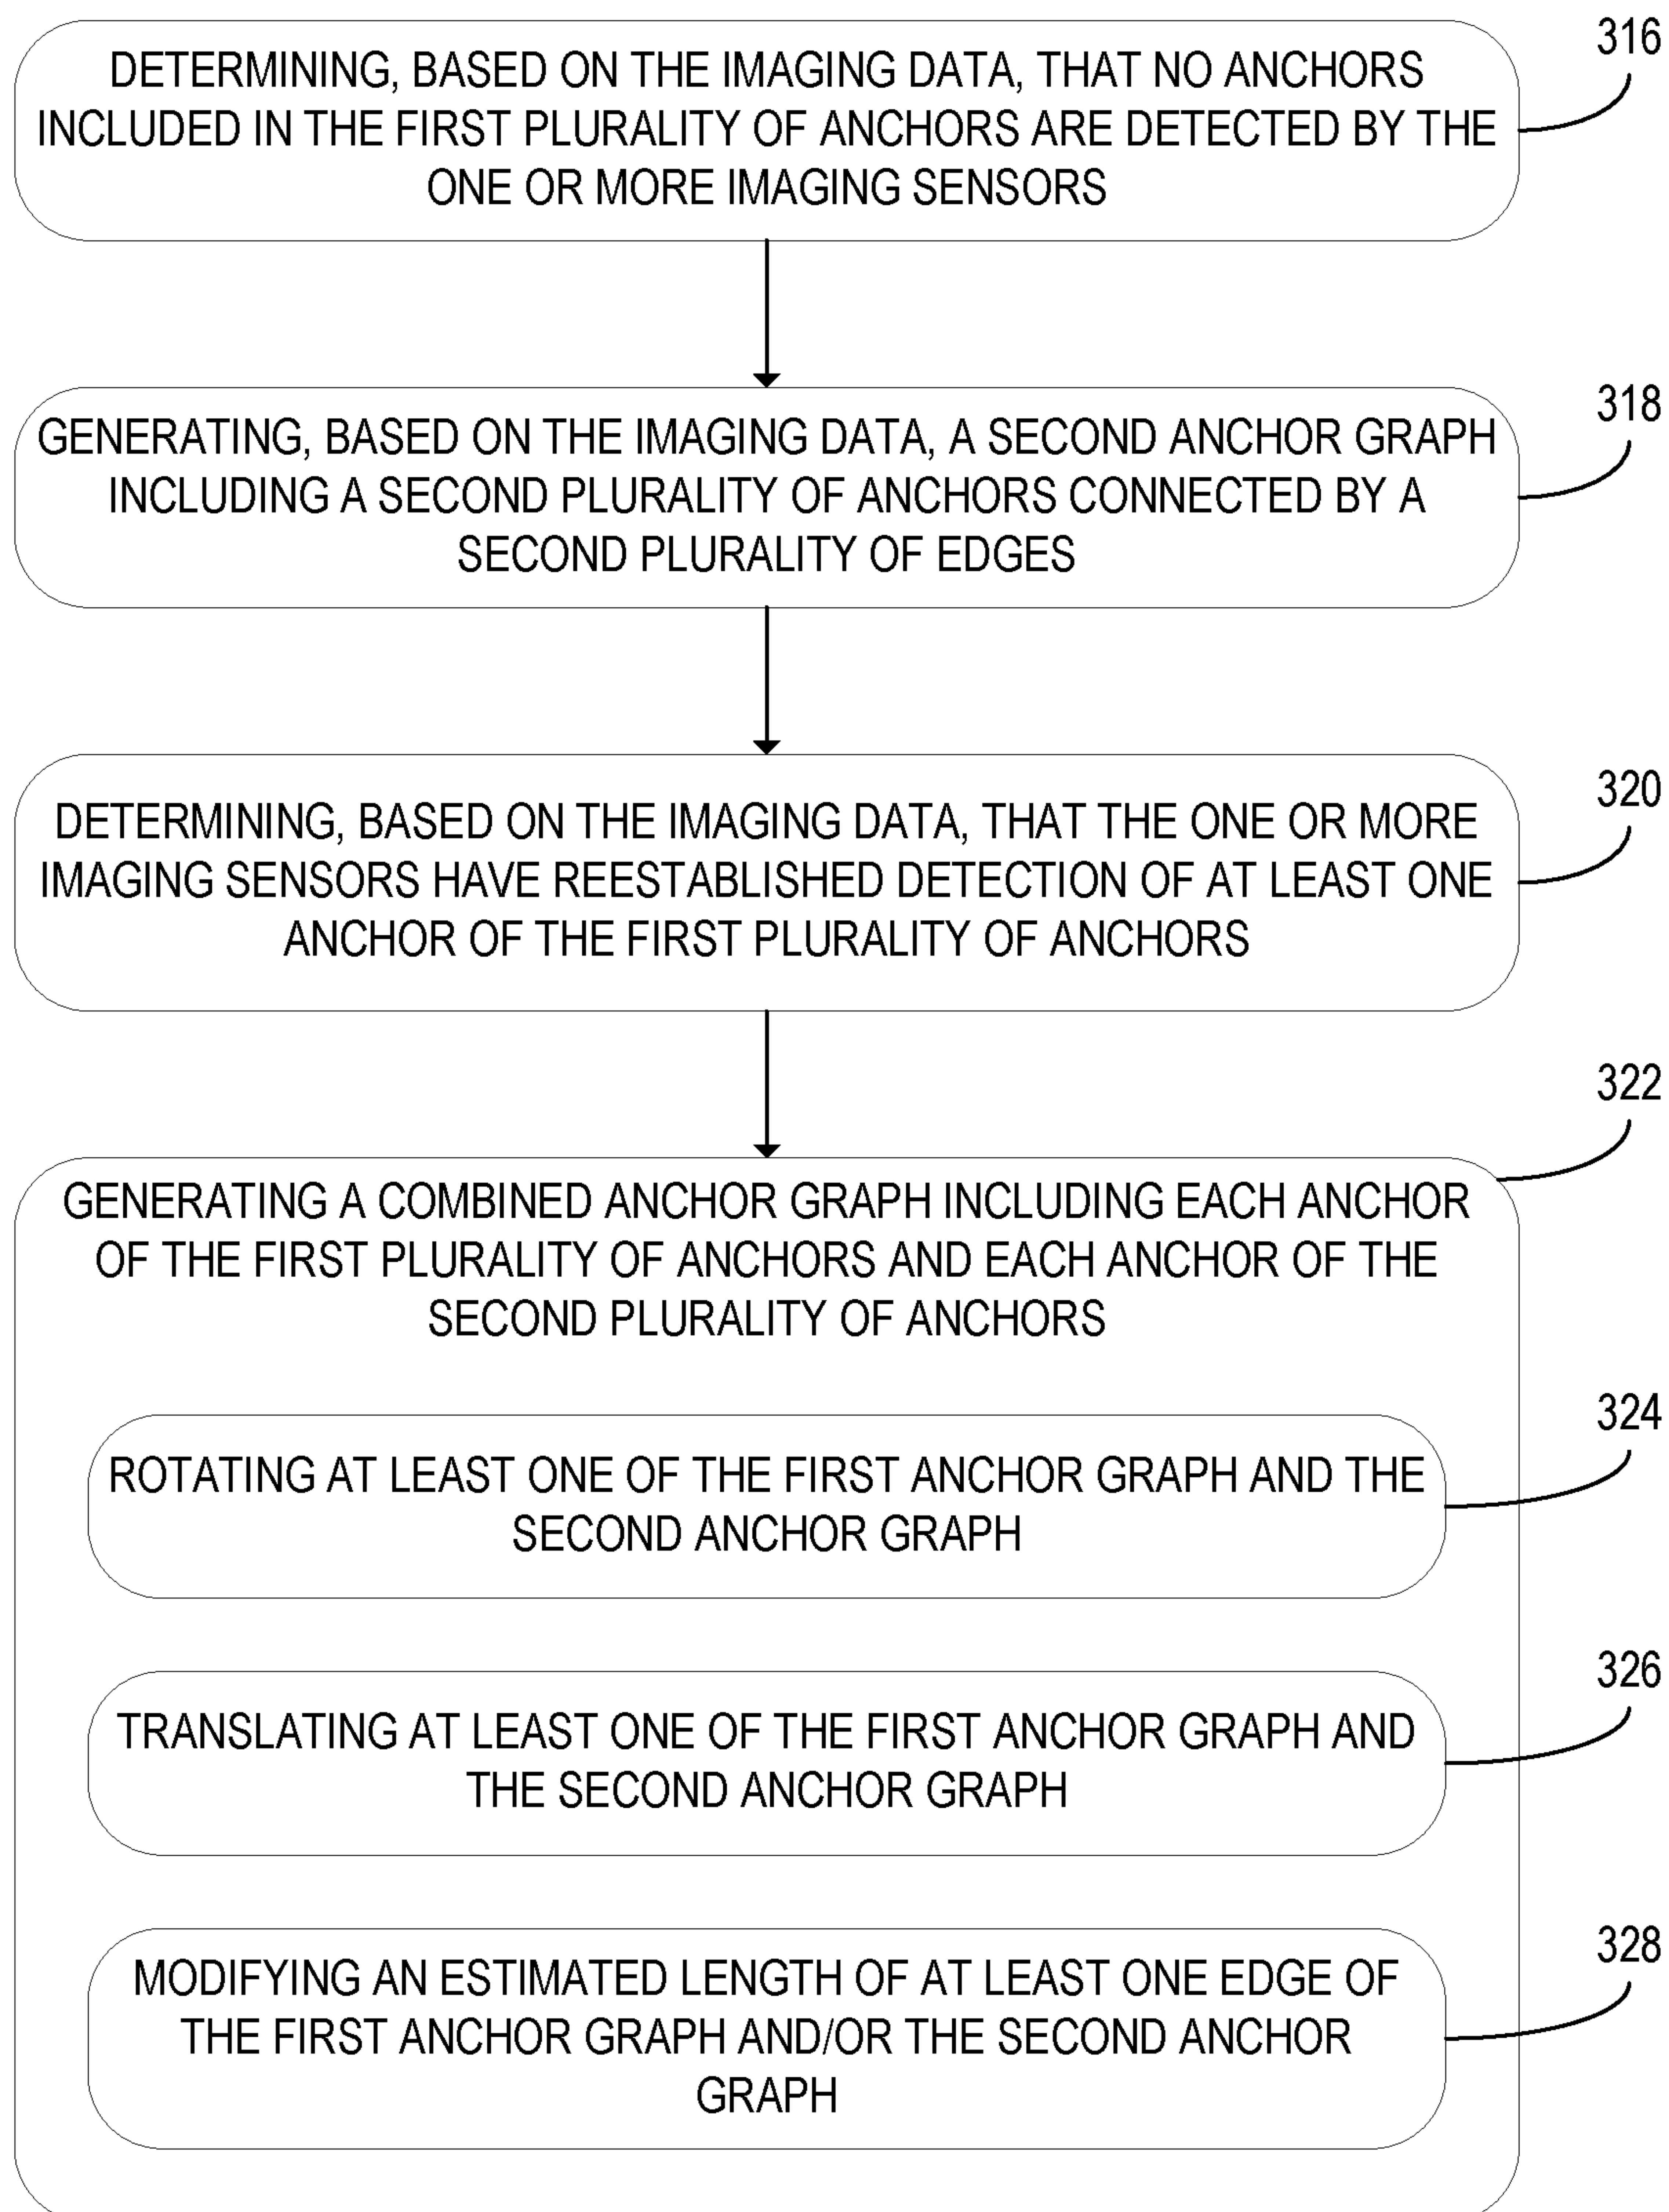 316
DETERMINING, BASED ON THE IMAGING DATA, THAT NO ANCHORS
INCLUDED IN THE FIRST PLURALITY OF ANCHORS ARE DETECTED BY THE
ONE OR MORE IMAGING SENSORS
318
GENERATING, BASED ON THE IMAGING DATA, A SECOND ANCHOR GRAPH
INCLUDING A SECOND PLURALITY OF ANCHORS CONNECTED BY A
SECOND PLURALITY OF EDGES
320
DETERMINING, BASED ON THE IMAGING DATA, THAT THE ONE OR MORE
IMAGING SENSORS HAVE REESTABLISHED DETECTION OF AT LEAST ONE
ANCHOR OF THE FIRST PLURALITY OF ANCHORS
322
GENERATING A COMBINED ANCHOR GRAPH INCLUDING EACH ANCHOR
OF THE FIRST PLURALITY OF ANCHORS AND EACH ANCHOR OF THE
SECOND PLURALITY OF ANCHORS
324
ROTATING AT LEAST ONE OF THE FIRST ANCHOR GRAPH AND THE
SECOND ANCHOR GRAPH
326
TRANSLATING AT LEAST ONE OF THE FIRST ANCHOR GRAPH AND
THE SECOND ANCHOR GRAPH
328
MODIFYING AN ESTIMATED LENGTH OF AT LEAST ONE EDGE OF
THE FIRST ANCHOR GRAPH AND/OR THE SECOND ANCHOR
GRAPH